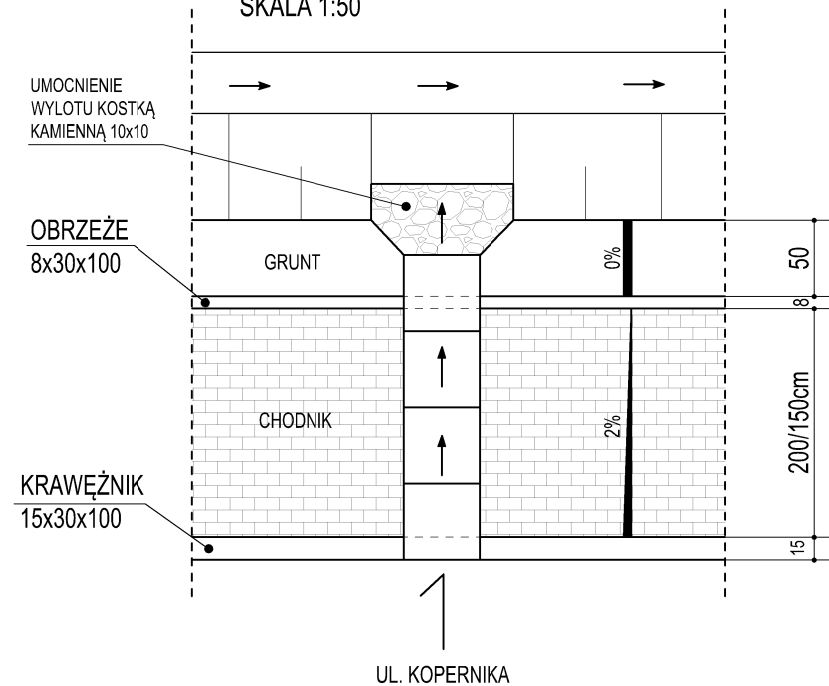 SKALA 1:50
UMOCNIENIE
WYLOTU KOSTKĄ
KAMIENNĄ 10x10
OBRZEŻE
8x30x100
GRUNT
0%
50
8
CHODNIK
2%
200/150cm
KRAWĘŻNIK
15x30x100
15
UL. KOPERNIKA